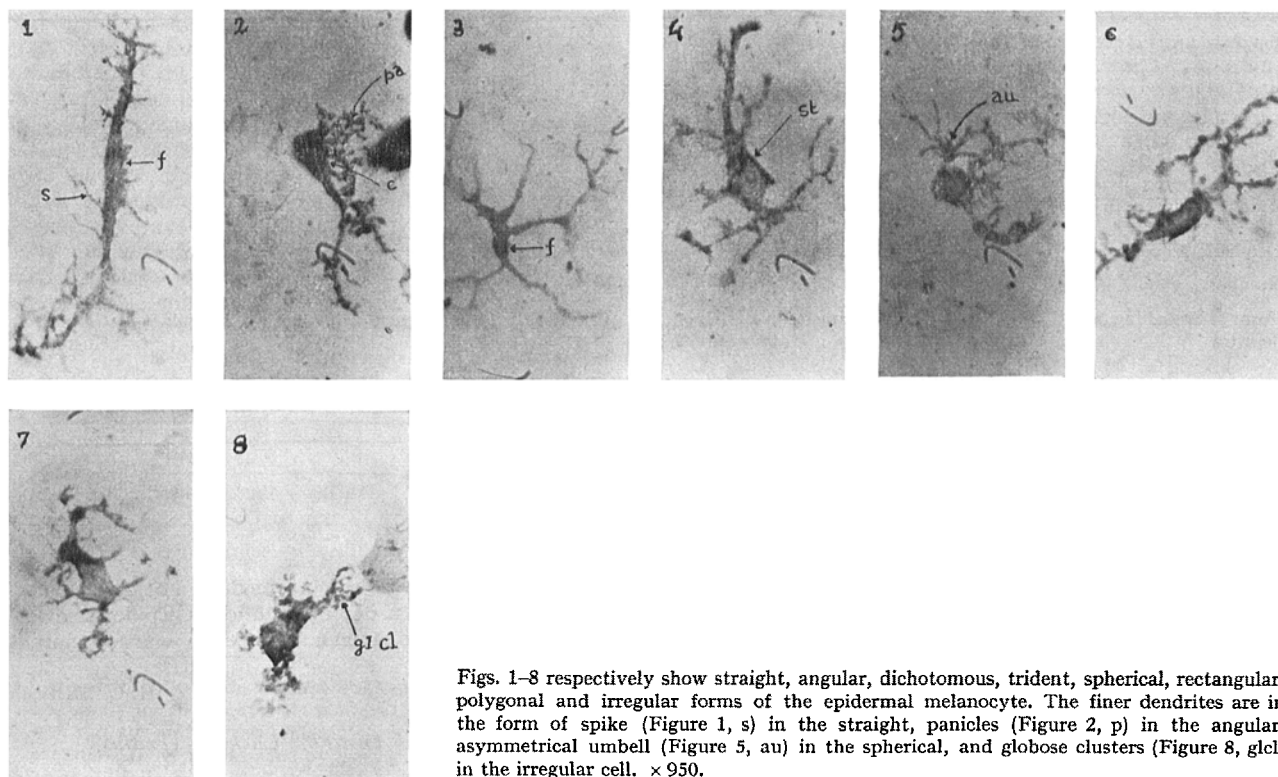 1 2 3 4 5 6
pa
au
st
f
s
c
f
7 8
gl cl
Figs. 1–8 respectively show straight, angular, dichotomous, trident, spherical, rectangular
polygonal and irregular forms of the epidermal melanocyte. The finer dendrites are in
the form of spike (Figure 1, s) in the straight, panicles (Figure 2, p) in the angular
asymmetrical umbell (Figure 5, au) in the spherical, and globose clusters (Figure 8, glcl
in the irregular cell. × 950.